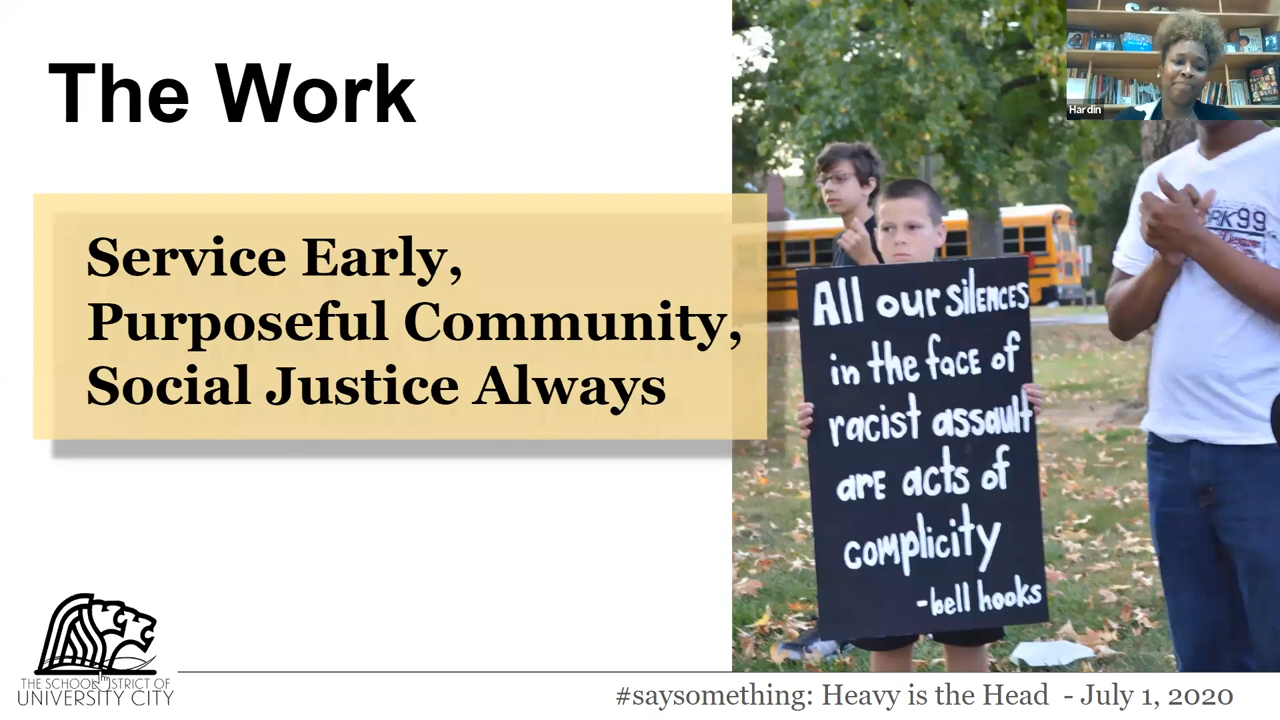 The Work
Service Early,
Purposeful Community,
Social Justice Always
Hardin
RK99
All our silences
in the face of
racist assault
are acts of
complicity
-bell hooks
THE SCHOOL DISTRICT OF
UNIVERSITY CITY
#saysomething: Heavy is the Head - July 1, 2020